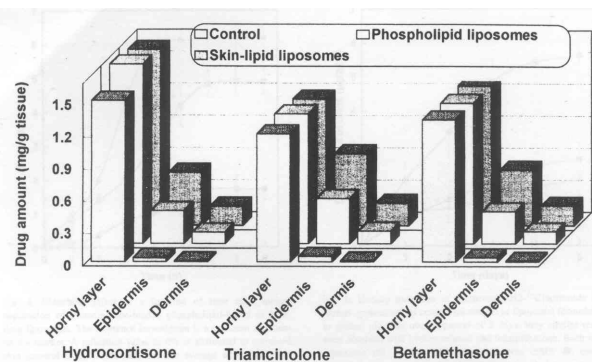 Control
Phospholipid liposomes
Skin-lipid liposomes
Drug amount (mg/g tissue)
1.5
1.2
0.9
0.6
0.3
0
Horny layer
Epidermis
Dermis
Horny layer
Epidermis
Dermis
Horny layer
Epidermis
Dermis
Hydrocortisone
Triamcinolone
Betamethasone